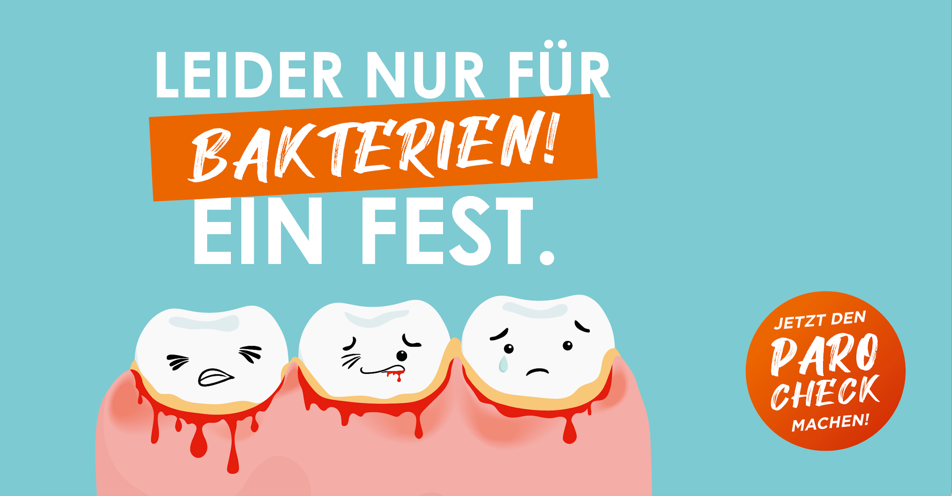 LEIDER NUR FÜR
BAKTERIEN!
EIN FEST.
JETZT DEN
PARO
CHECK
MACHEN!